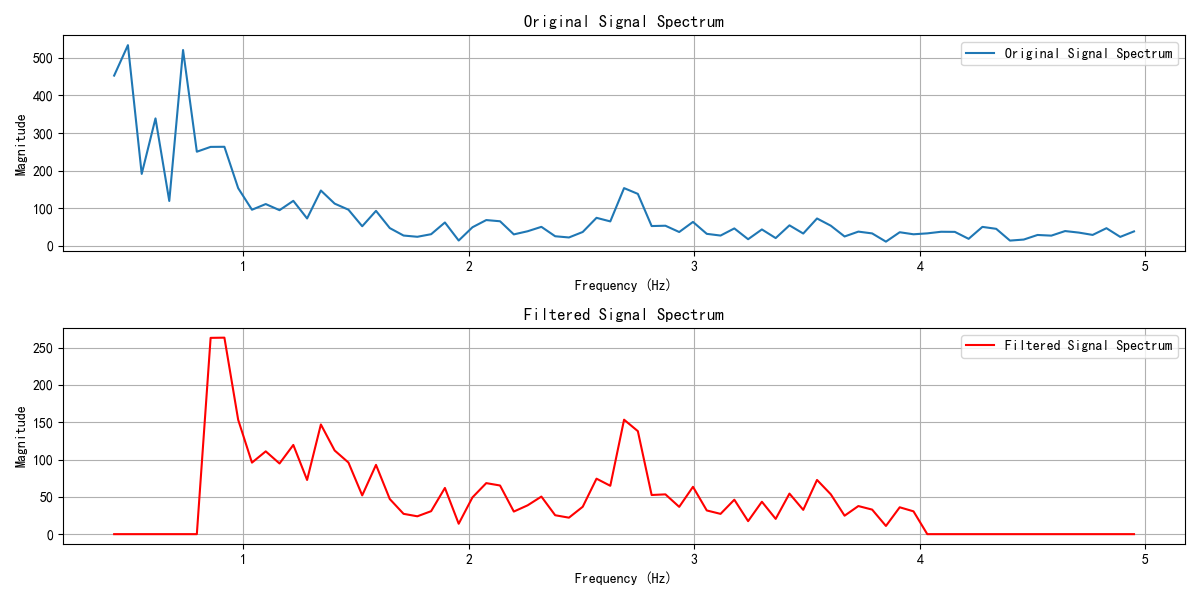 Original Signal Spectrum
Original Signal Spectrum
500
400
300
200
100
0
Magnitude
1 2 3 4 5
Frequency (Hz)
Filtered Signal Spectrum
Filtered Signal Spectrum
250
200
150
100
50
0
Magnitude
1 2 3 4 5
Frequency (Hz)